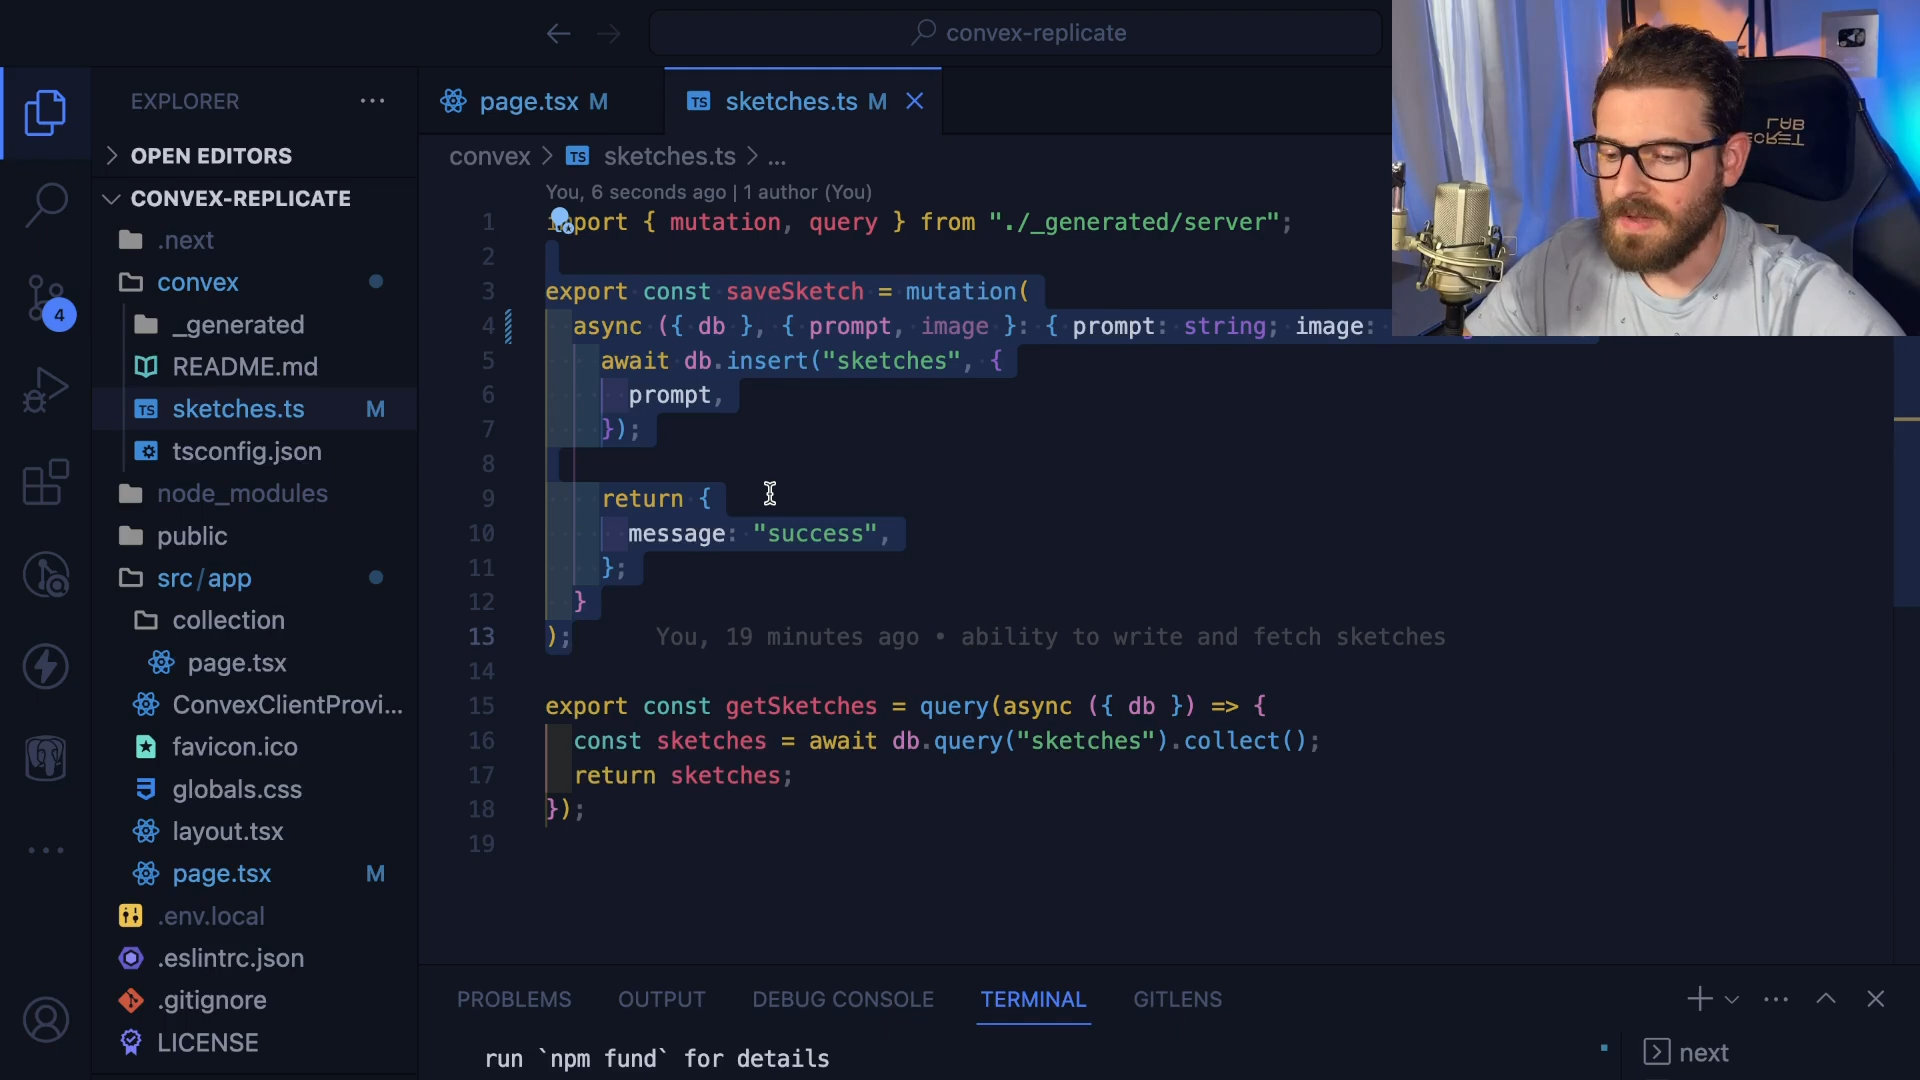 convex-replicate
EXPLORER
page.tsx M
TS sketches.ts M
OPEN EDITORS
convex > TS sketches.ts > ...
CONVEX-REPLICATE
You, 6 seconds ago | 1 author (You)
1 import { mutation, query } from "./_generated/server";
2
3 export const saveSketch = mutation(
4 async ({ db }, { prompt, image }: { prompt: string; image:
5 await db.insert("sketches", {
6 prompt,
7 });
8
9 return {
10 message: "success",
11 };
12 }
13 ); You, 19 minutes ago • ability to write and fetch sketches
14
15 export const getSketches = query(async ({ db }) => {
16 const sketches = await db.query("sketches").collect();
17 return sketches;
18 });
19
.next
convex
_generated
README.md
TS sketches.ts M
tsconfig.json
node_modules
public
src/app
collection
page.tsx
ConvexClientProvi...
favicon.ico
globals.css
layout.tsx
page.tsx M
.env.local
.eslintrc.json
.gitignore
LICENSE
4
PROBLEMS OUTPUT DEBUG CONSOLE TERMINAL GITLENS
run `npm fund` for details
next